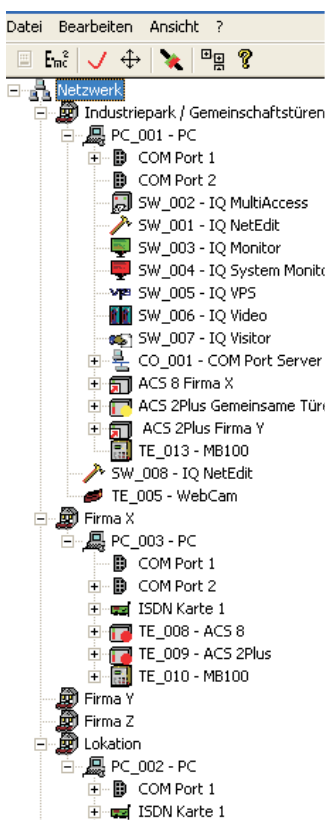 Datei Bearbeiten Ansicht ?
Netzwerk
Industriepark / Gemeinschaftstüren
PC_001 - PC
COM Port 1
COM Port 2
SW_002 - IQ MultiAccess
SW_001 - IQ NetEdit
SW_003 - IQ Monitor
SW_004 - IQ System Monito
SW_005 - IQ VPS
SW_006 - IQ Video
SW_007 - IQ Visitor
CO_001 - COM Port Server
ACS 8 Firma X
ACS 2Plus Gemeinsame Türe
ACS 2Plus Firma Y
TE_013 - MB100
SW_008 - IQ NetEdit
TE_005 - WebCam
Firma X
PC_003 - PC
COM Port 1
COM Port 2
ISDN Karte 1
TE_008 - ACS 8
TE_009 - ACS 2Plus
TE_010 - MB100
Firma Y
Firma Z
Lokation
PC_002 - PC
COM Port 1
ISDN Karte 1